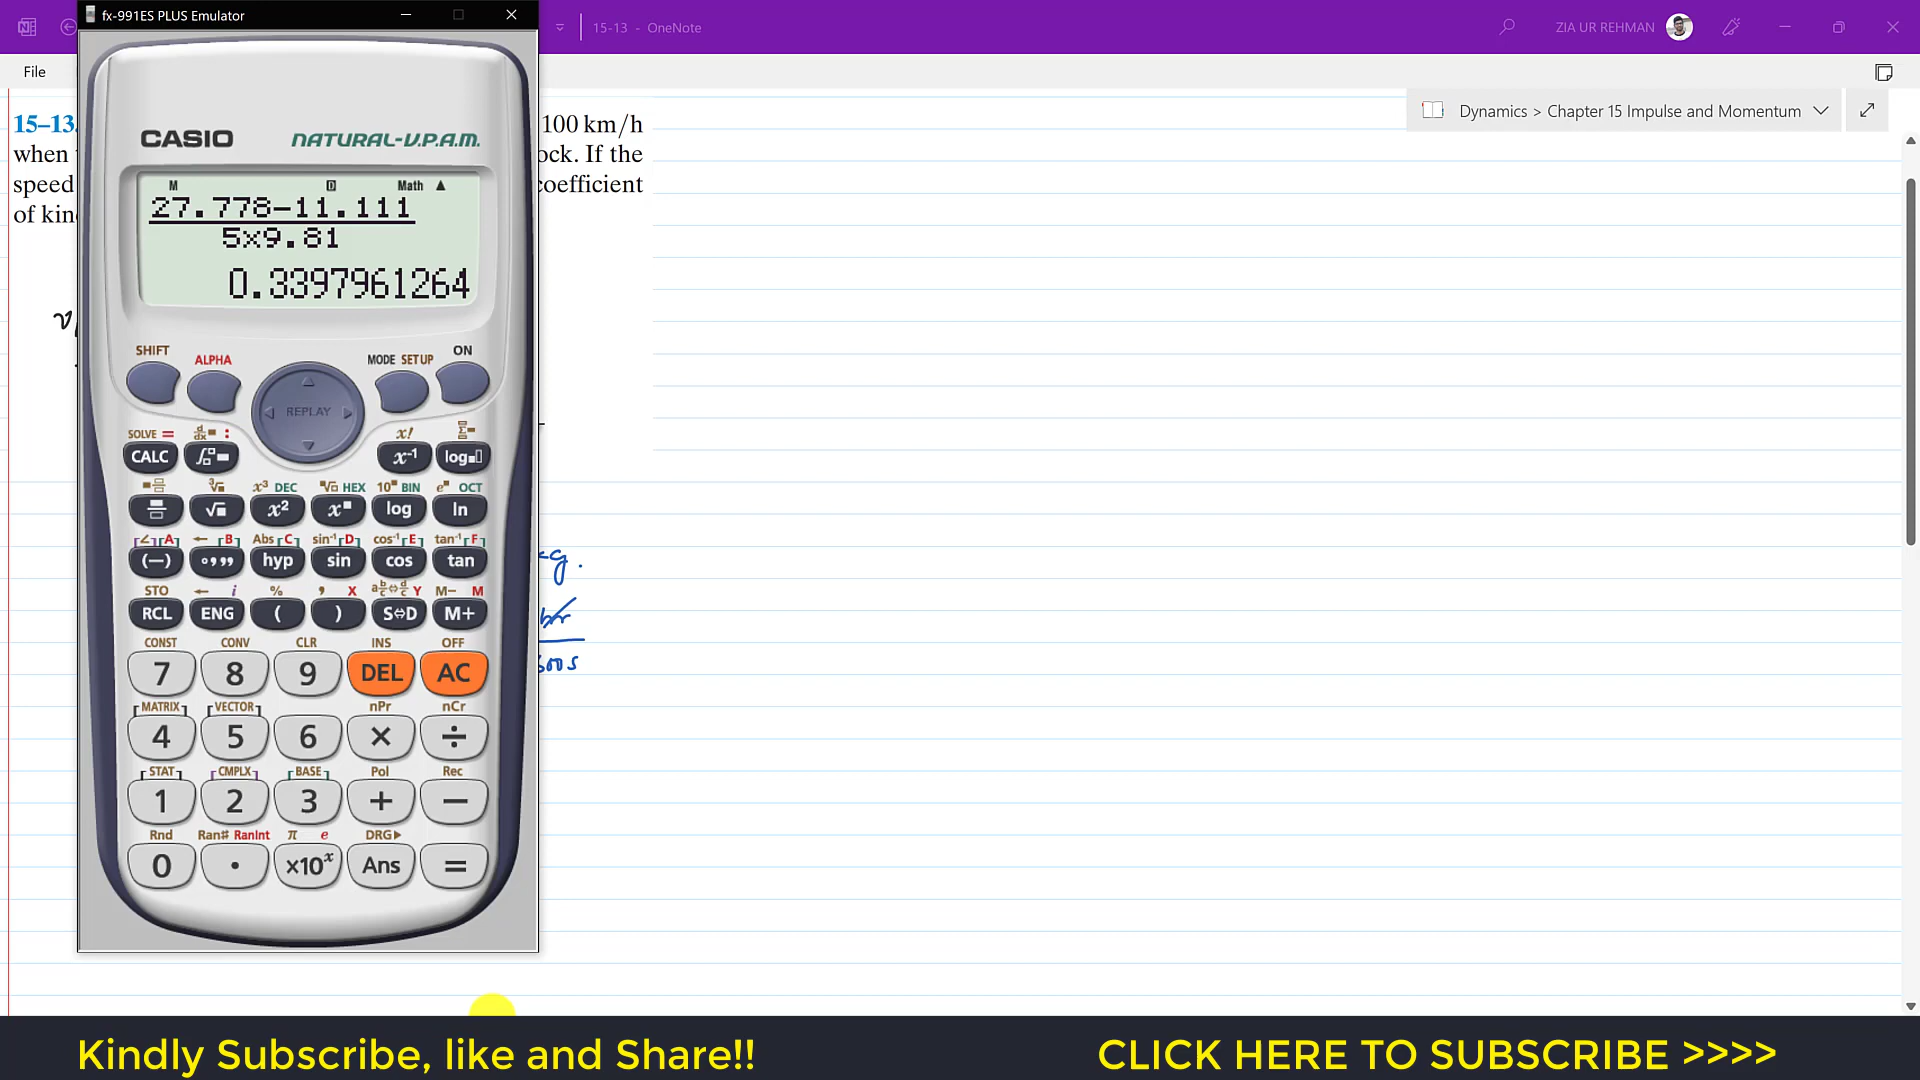 fx-991ES PLUS Emulator
15-13 - OneNote
ZIA UR REHMAN
File
Dynamics > Chapter 15 Impulse and Momentum
15–13.
100 km/h
when
ock. If the
speed
coefficient
of kin
CASIO
NATURAL-V.P.A.M.
M D Math
27.778-11.111
5×9.81
0.3397961264
SHIFT ALPHA MODE SETUP ON
REPLAY
SOLVE = d/dx : x! Σ
CALC ∫ x⁻¹ log
³√ x³ DEC √ HEX 10 BIN e OCT
√ x² x log ln
∠ A ← B Abs C sin⁻¹ D cos⁻¹ E tan⁻¹ F
(—) ° ’ ” hyp sin cos tan
STO ← i % , X a b/c⇔d/c Y M− M
RCL ENG ( ) S⇔D M+
CONST CONV CLR INS OFF
7 8 9 DEL AC
MATRIX VECTOR nPr nCr
4 5 6 × ÷
STAT CMPLX BASE Pol Rec
1 2 3 + −
Rnd Ran# RanInt π e DRG▶
0 . ×10ˣ Ans =
g.
hr
600 s
Kindly Subscribe, like and Share!!
CLICK HERE TO SUBSCRIBE >>>>